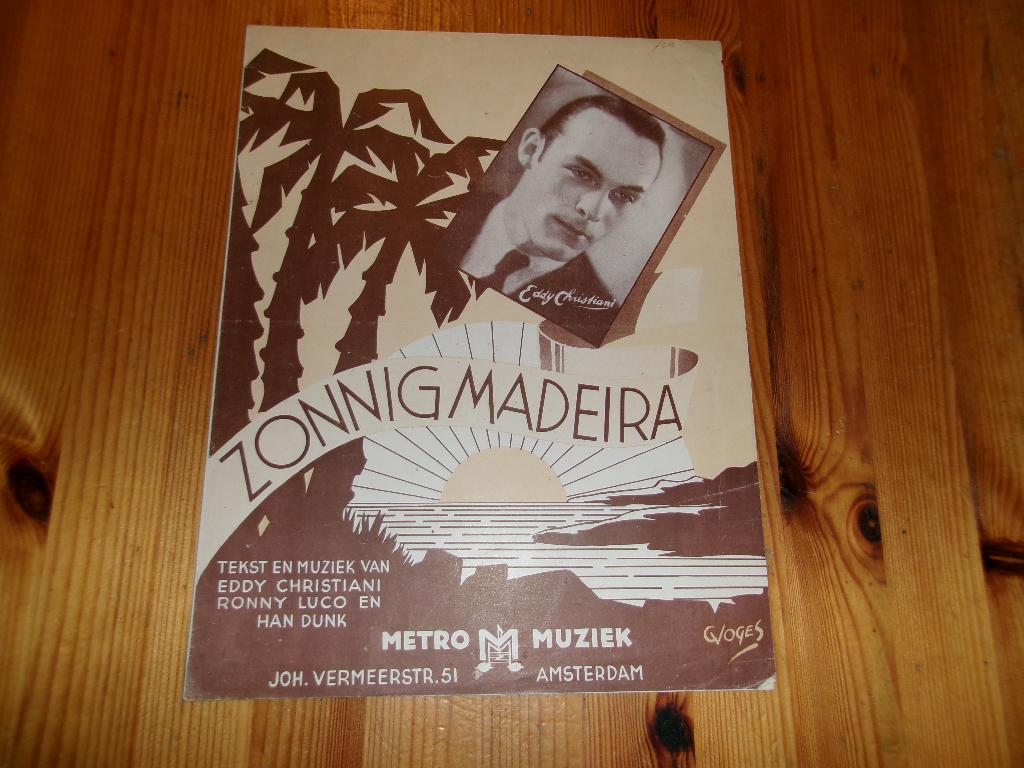 Eddy Christiani
ZONNIG MADEIRA
TEKST EN MUZIEK VAN
EDDY CHRISTIANI
RONNY LUCO EN
HAN DUNK
METRO M MUZIEK
JOH. VERMEERSTR. 51 AMSTERDAM